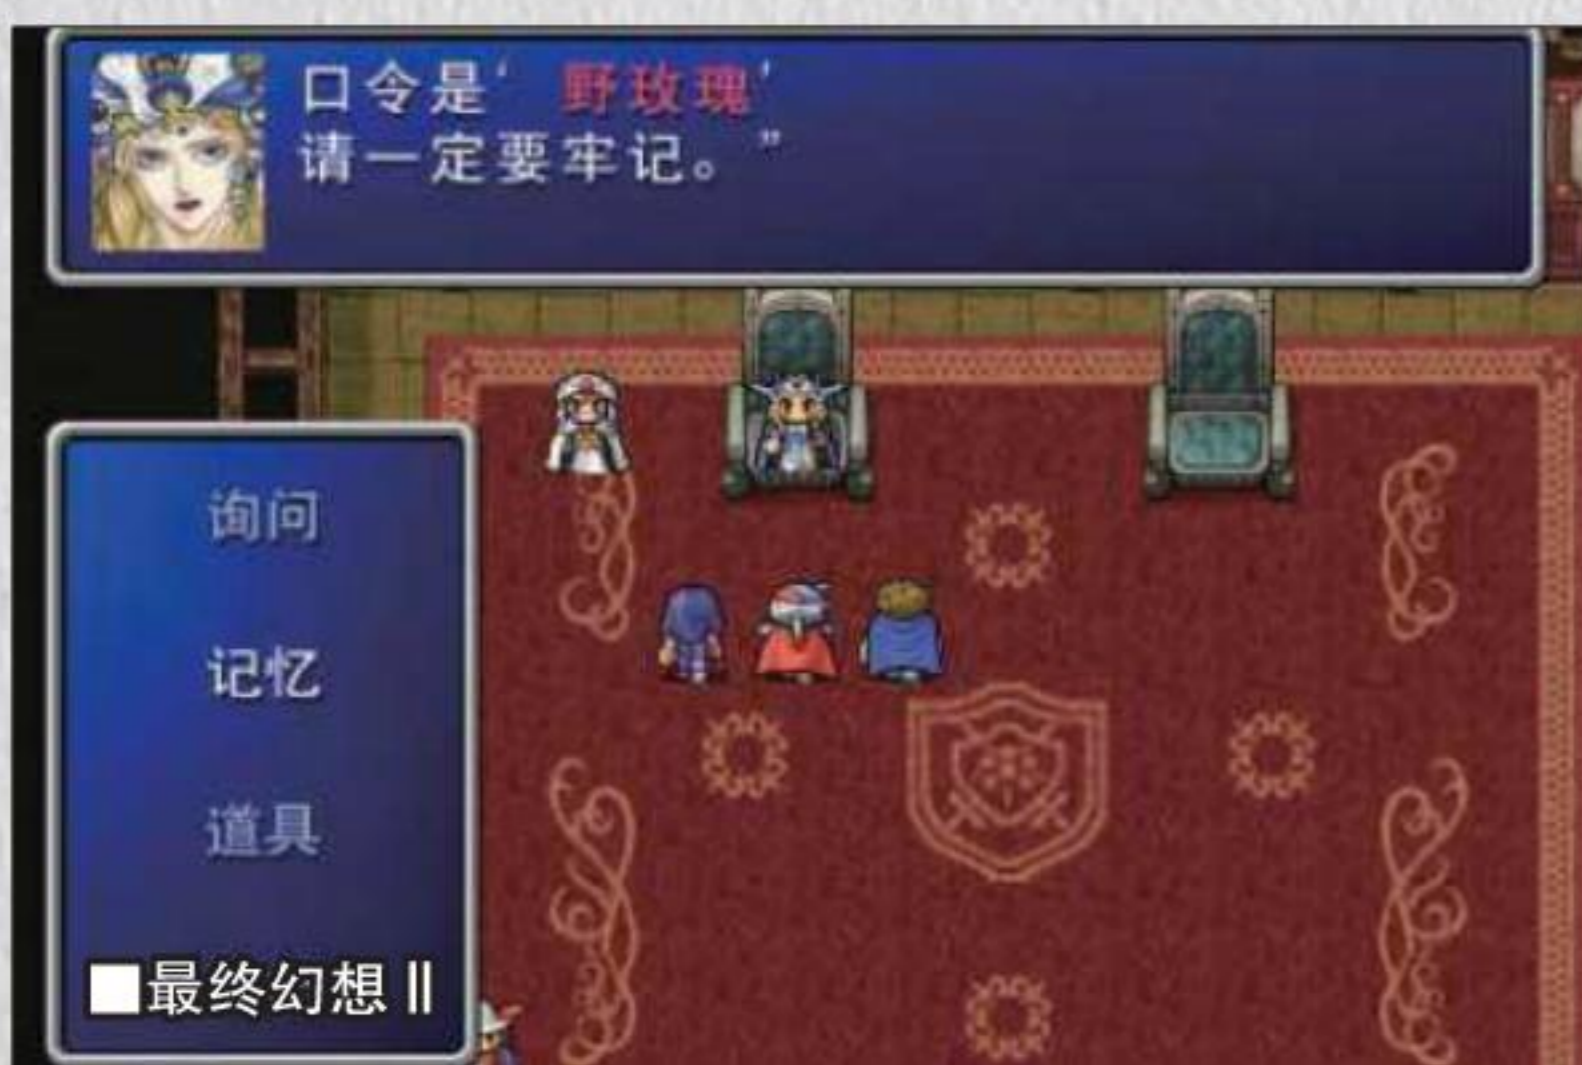 口令是‘野玫瑰’
请一定要牢记。”
询问
记忆
道具
■最终幻想Ⅱ